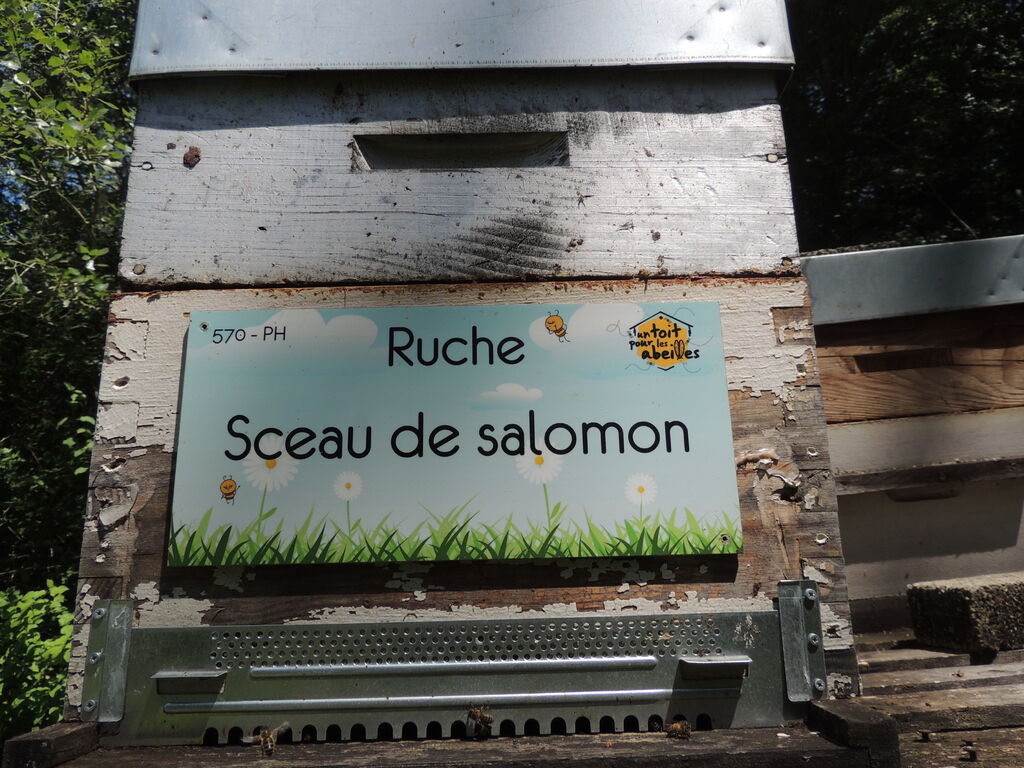 570 - PH
Ruche
un toit
pour les
abeilles
Sceau de salomon